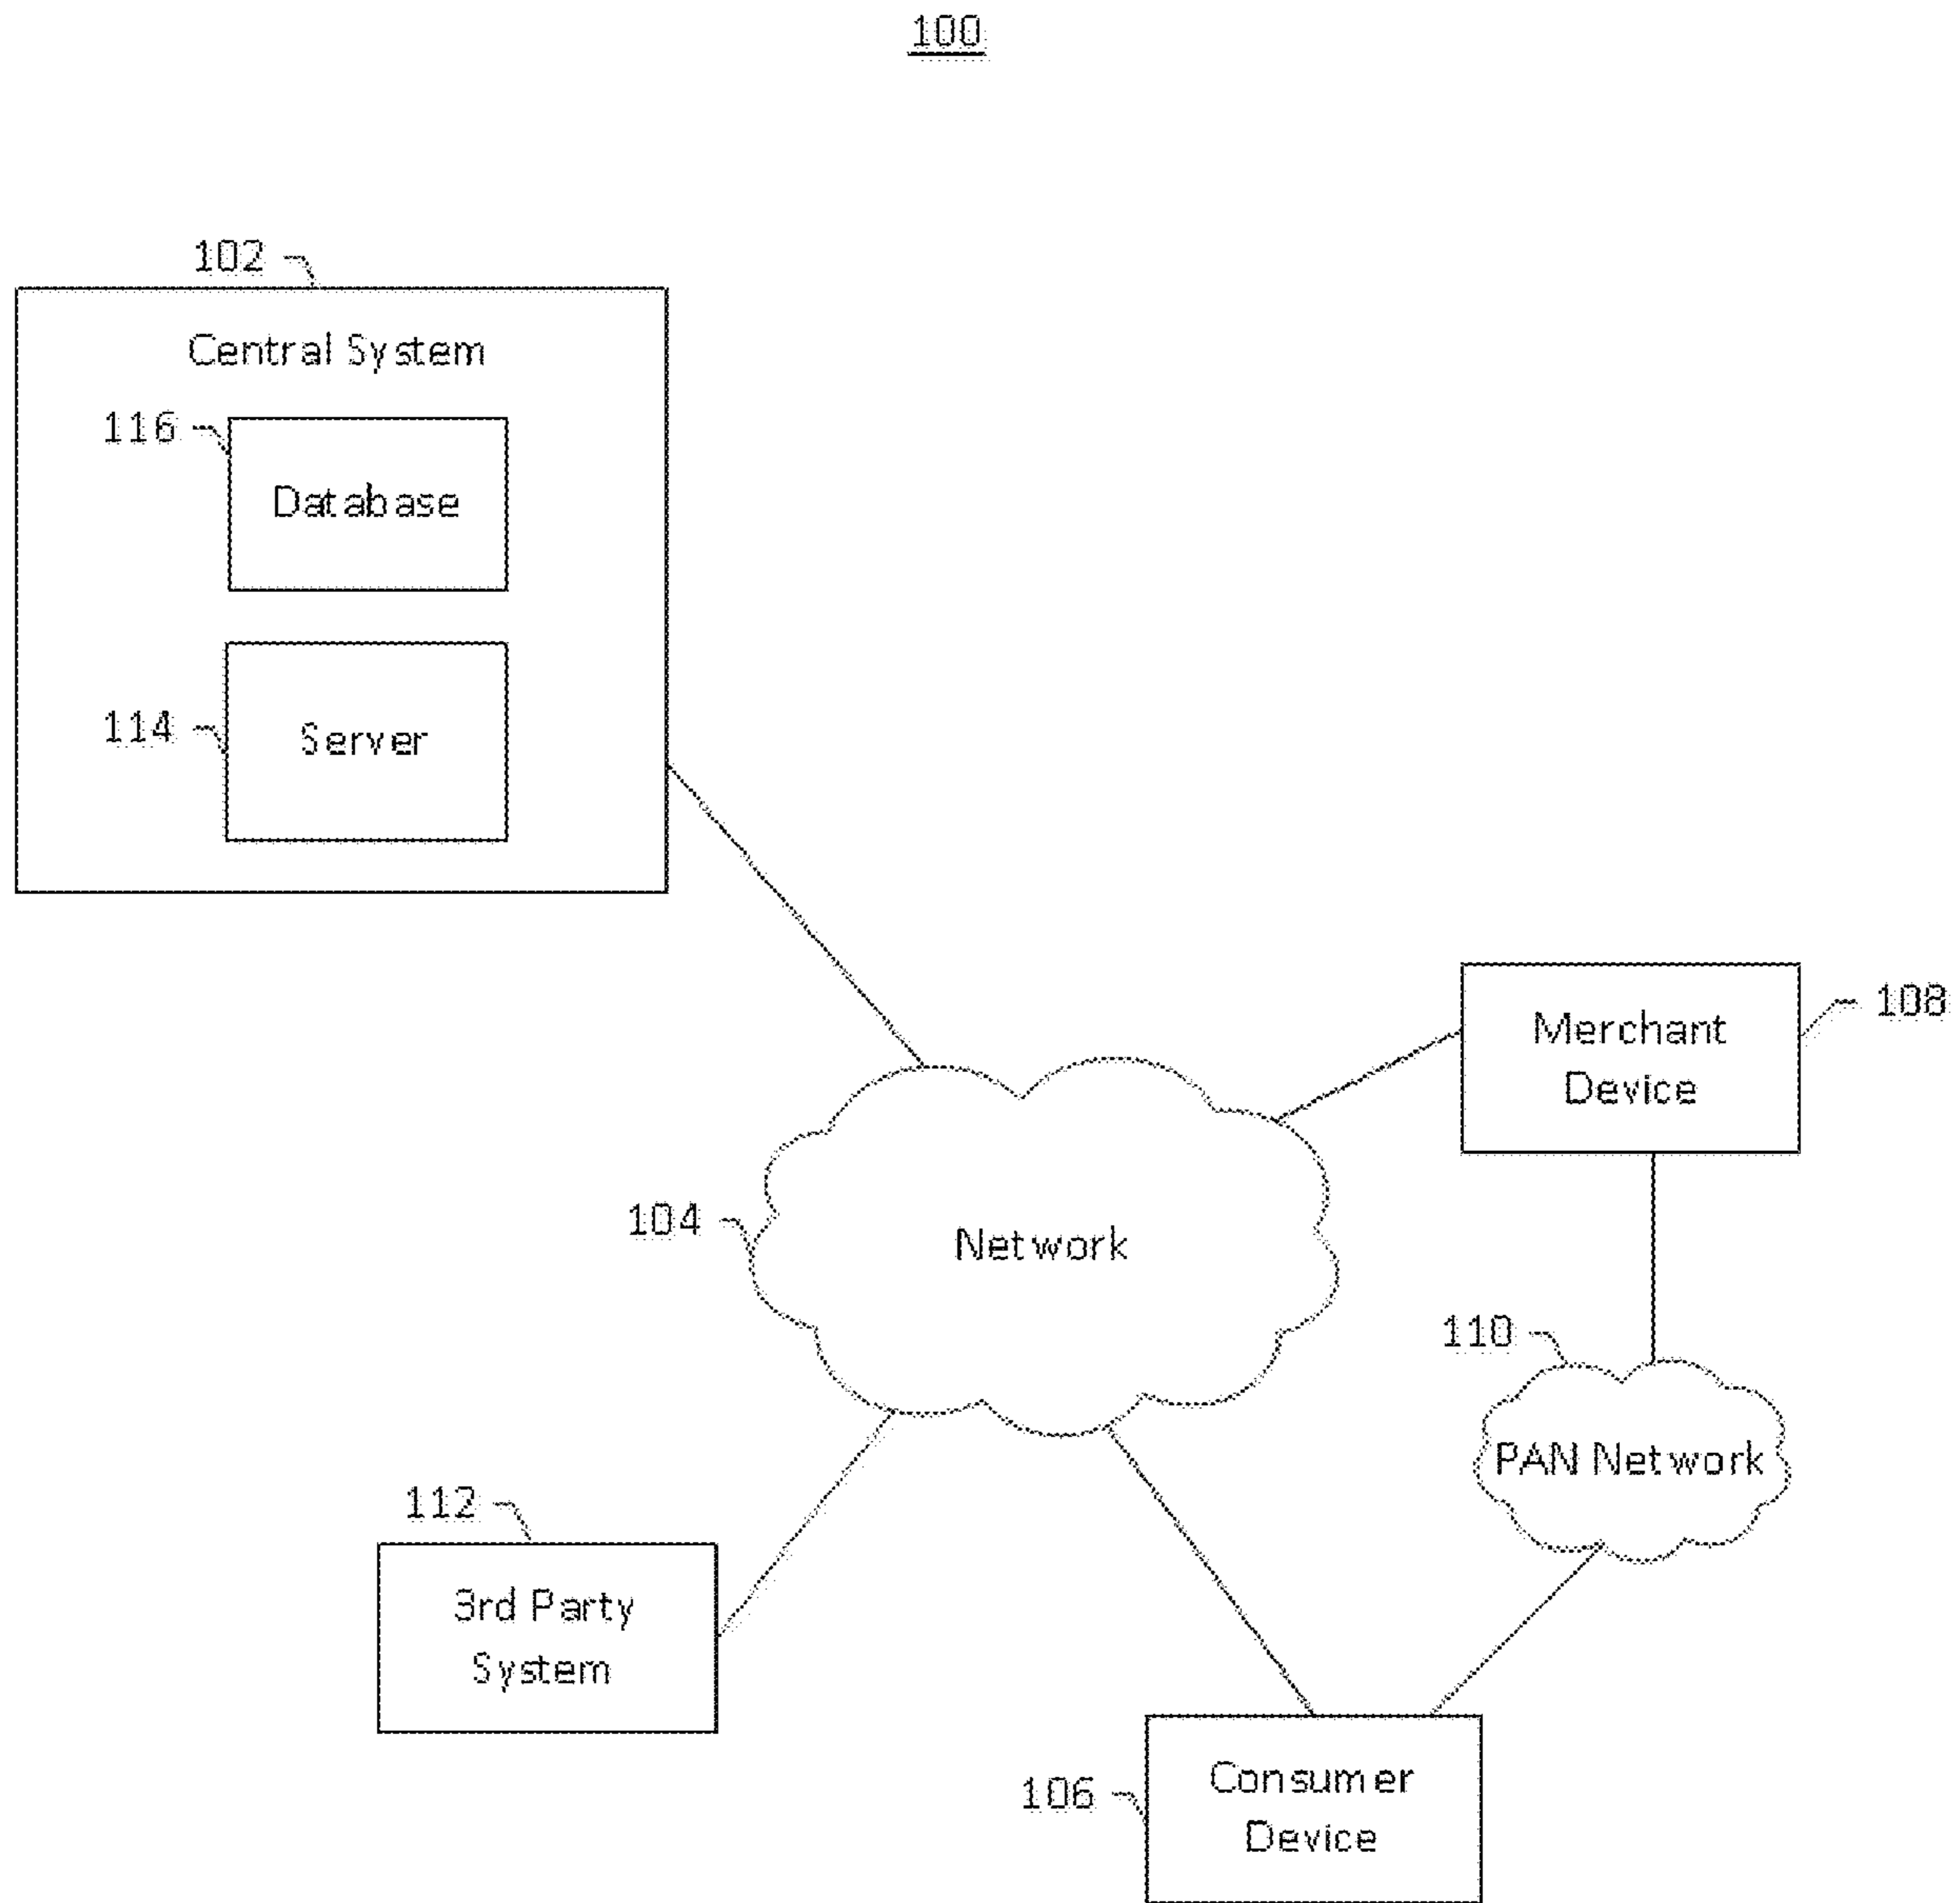 100
102
Central System
116
Database
114
Server
108
Merchant
Device
104
Network
110
PAN Network
112
3rd Party
System
106
Consumer
Device